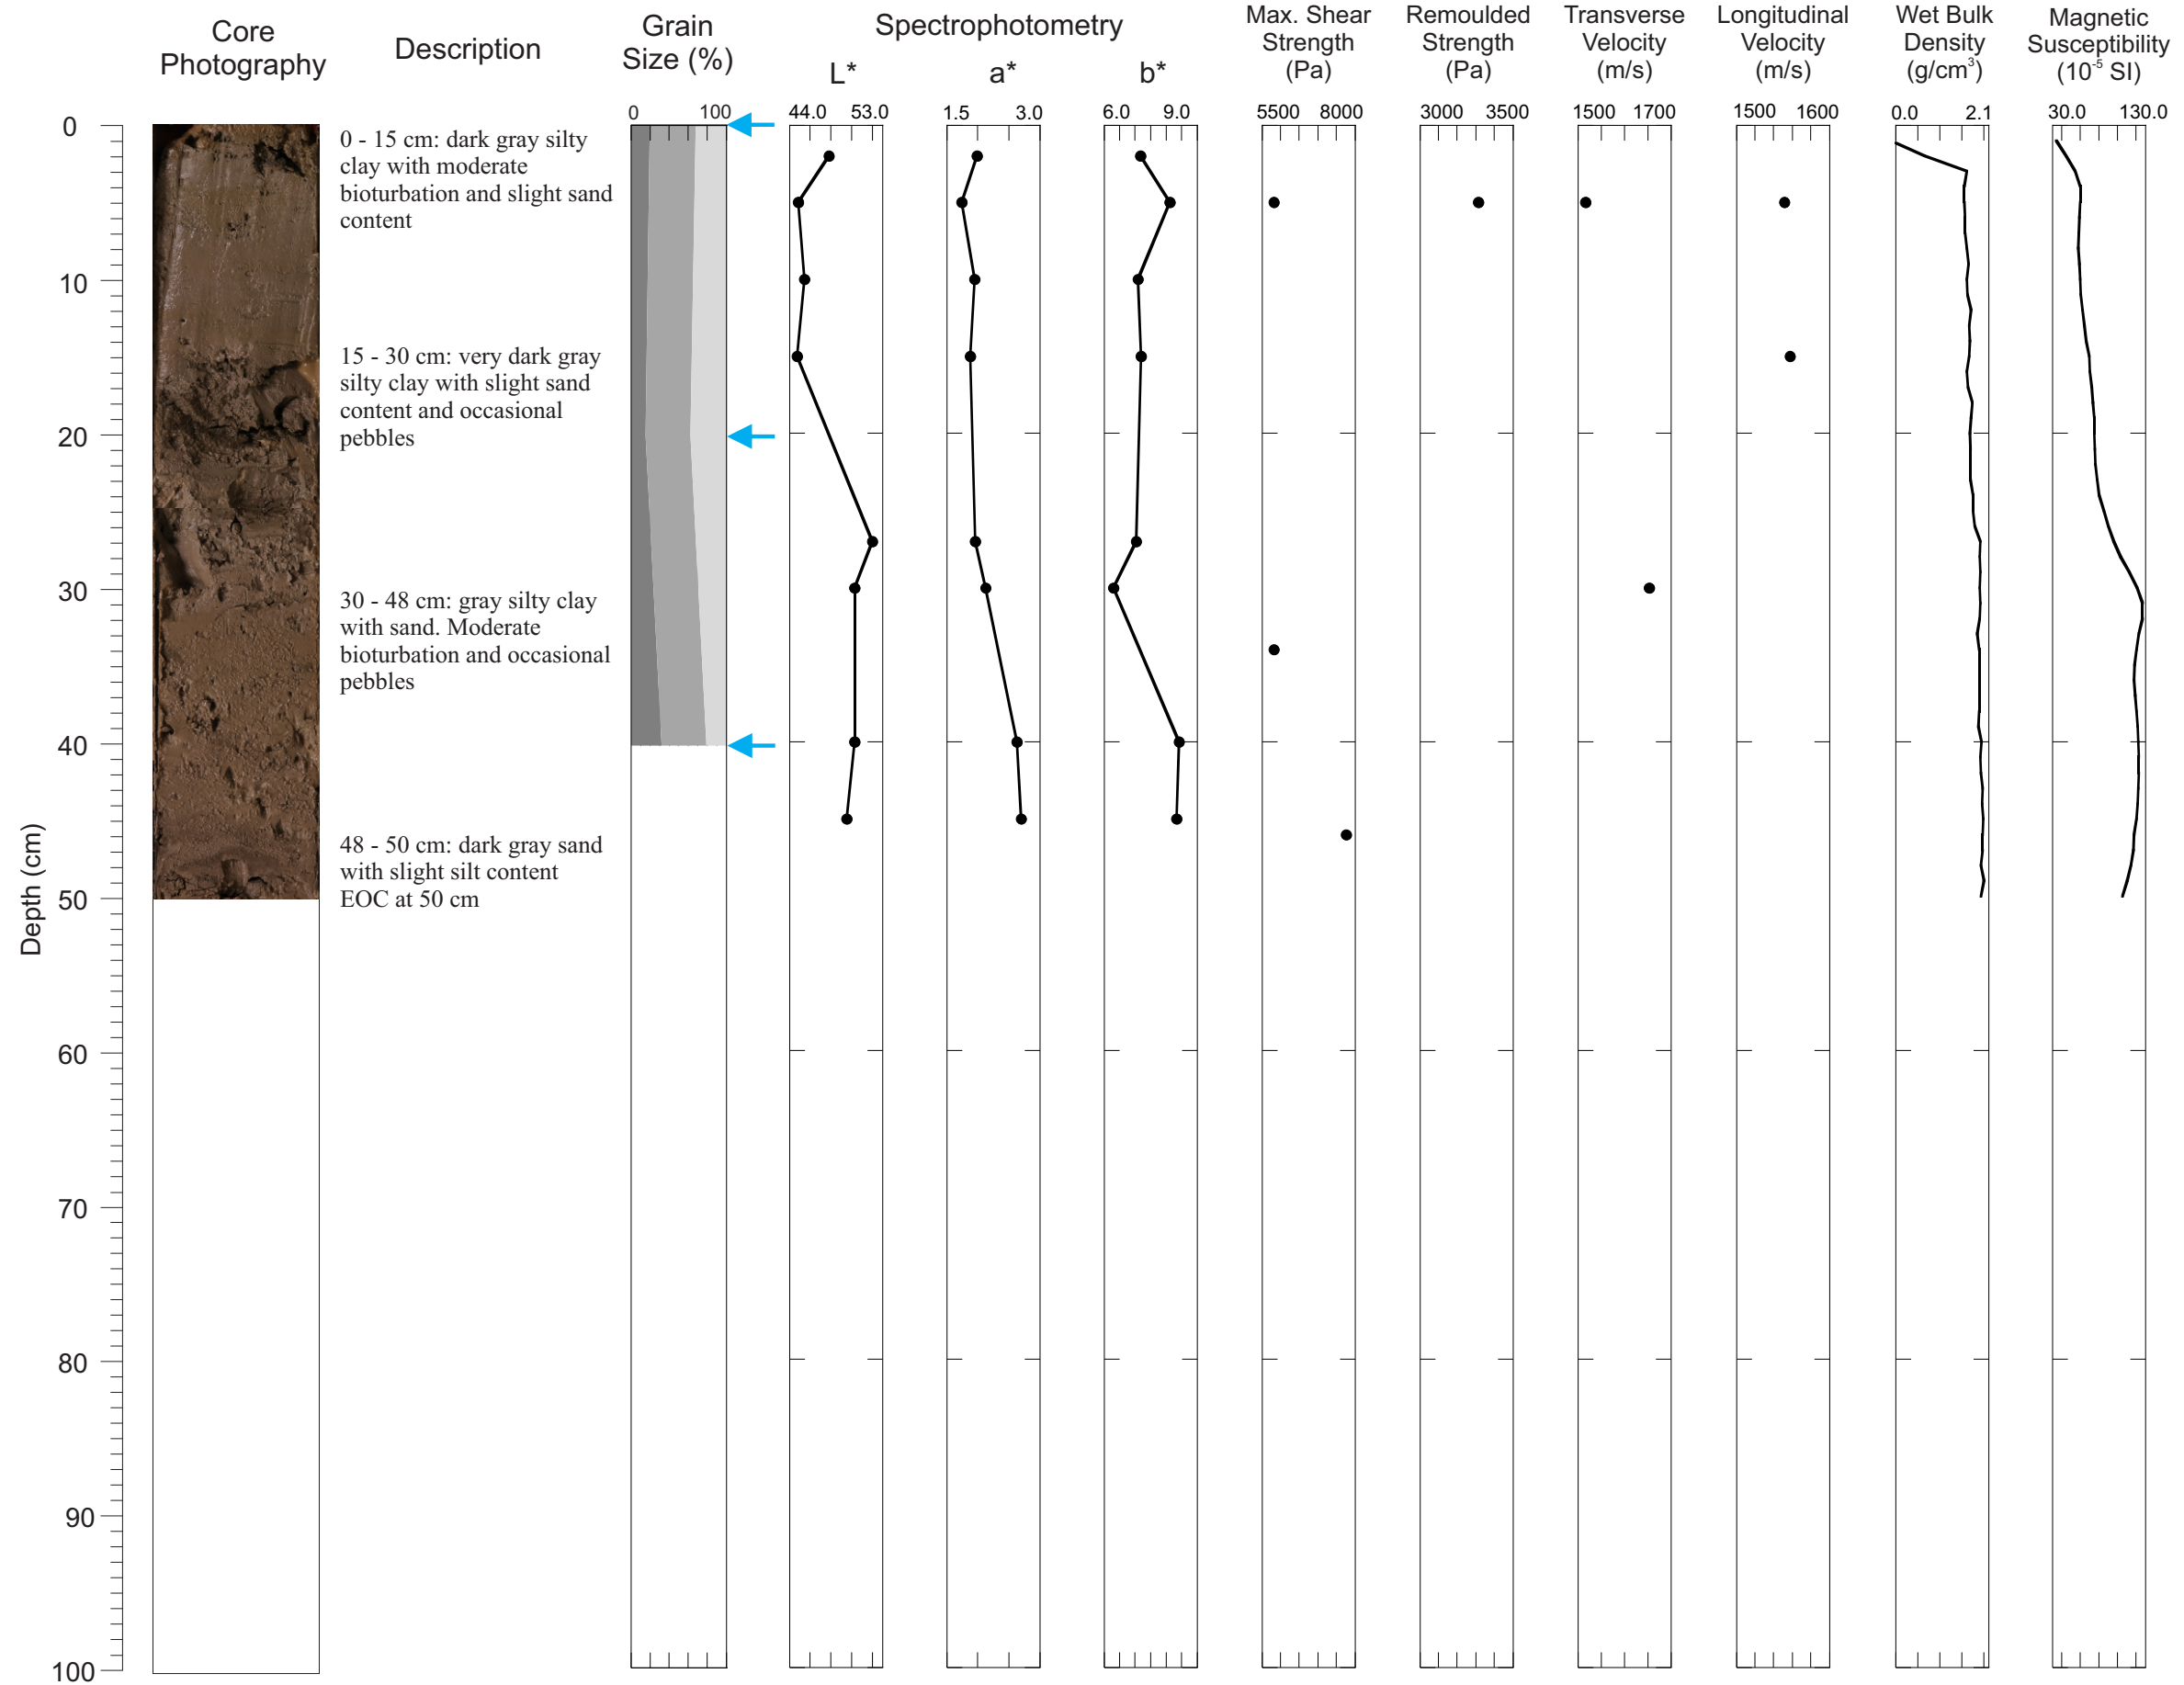 Core
Photography
Description
Grain
Size (%)
Spectrophotometry
L*
a*
b*
Max. Shear
Strength
(Pa)
Remoulded
Strength
(Pa)
Transverse
Velocity
(m/s)
Longitudinal
Velocity
(m/s)
Wet Bulk
Density
(g/cm³)
Magnetic
Susceptibility
(10⁻⁵ SI)
0 100
44.0 53.0
1.5 3.0
6.0 9.0
5500 8000
3000 3500
1500 1700
1500 1600
0.0 2.1
30.0 130.0
Depth (cm)
0
10
20
30
40
50
60
70
80
90
100
0 - 15 cm: dark gray silty
clay with moderate
bioturbation and slight sand
content
15 - 30 cm: very dark gray
silty clay with slight sand
content and occasional
pebbles
30 - 48 cm: gray silty clay
with sand. Moderate
bioturbation and occasional
pebbles
48 - 50 cm: dark gray sand
with slight silt content
EOC at 50 cm